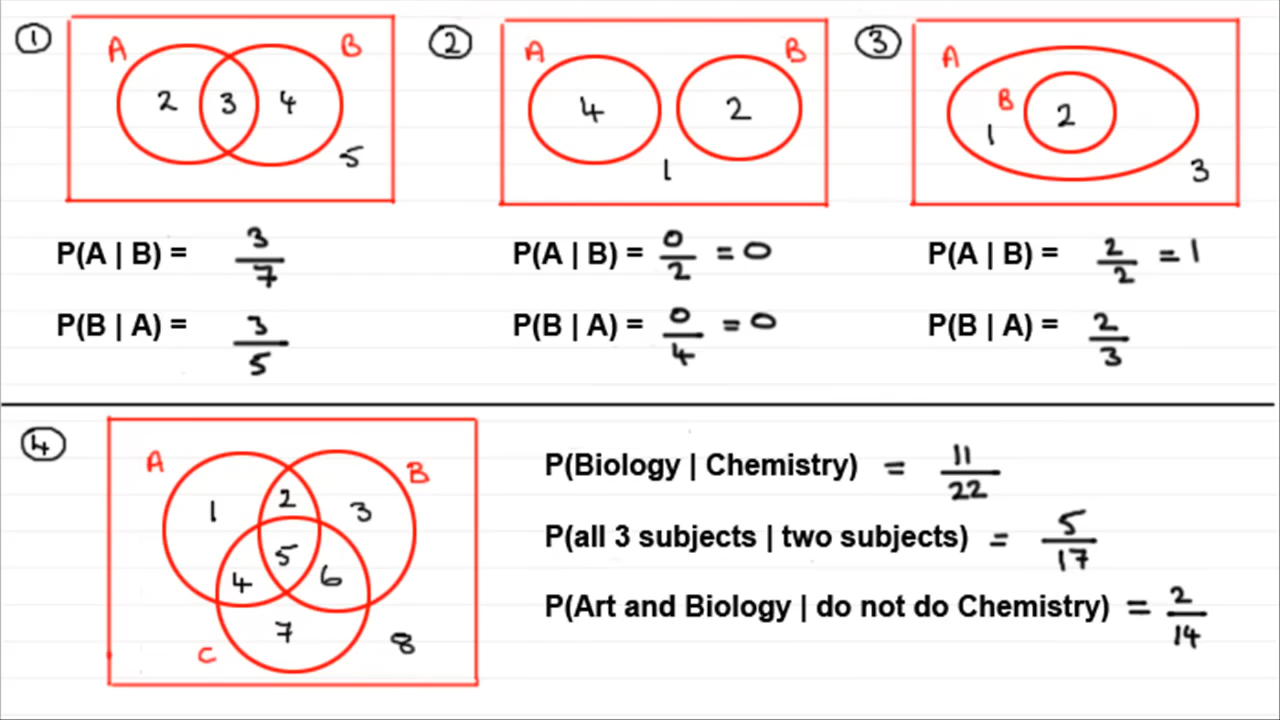 1
A 2 3 4 B
5
P(A | B) = 3/7
P(B | A) = 3/5
2
A 4 2 B
1
P(A | B) = 0/2 = 0
P(B | A) = 0/4 = 0
3
A
B 2
1
3
P(A | B) = 2/2 = 1
P(B | A) = 2/3
4
A B
1 2 3
5
4 6
7 8
C
P(Biology | Chemistry) = 11/22
P(all 3 subjects | two subjects) = 5/17
P(Art and Biology | do not do Chemistry) = 2/14